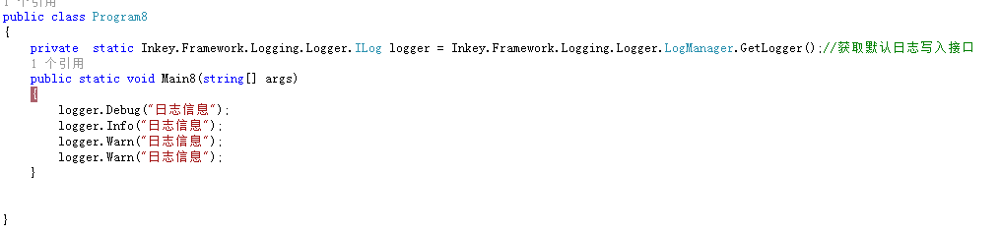 1 个引用
public class Program8
{
private  static Inkey.Framework.Logging.Logger.ILog logger = Inkey.Framework.Logging.Logger.LogManager.GetLogger();//获取默认日志写入接口
1 个引用
public static void Main8(string[] args)
{
logger.Debug("日志信息");
logger.Info("日志信息");
logger.Warn("日志信息");
logger.Warn("日志信息");
}
}